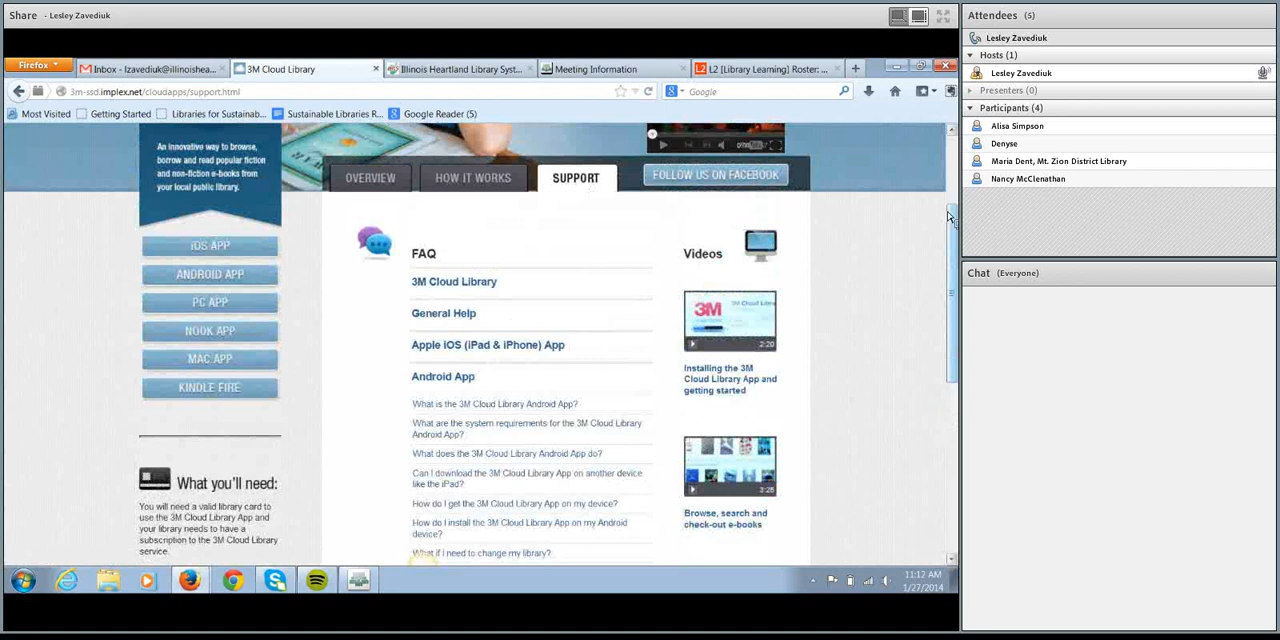 Share - Lesley Zavediuk
Firefox
Inbox - lzavediuk@illinoishea...
3M Cloud Library
Illinois Heartland Library Syst...
Meeting Information
L2 [Library Learning] Roster: ...
3m-ssd.implex.net/cloudapps/support.html
Google
Most Visited
Getting Started
Libraries for Sustainab...
Sustainable Libraries R...
Google Reader (5)
An innovative way to browse,
borrow and read popular fiction
and non-fiction e-books from
your local public library.
OVERVIEW
HOW IT WORKS
SUPPORT
FOLLOW US ON FACEBOOK
iOS APP
ANDROID APP
PC APP
NOOK APP
MAC APP
KINDLE FIRE
What you'll need:
You will need a valid library card to
use the 3M Cloud Library App and
your library needs to have a
subscription to the 3M Cloud Library
service.
FAQ
3M Cloud Library
General Help
Apple iOS (iPad & iPhone) App
Android App
What is the 3M Cloud Library Android App?
What are the system requirements for the 3M Cloud Library
Android App?
What does the 3M Cloud Library Android App do?
Can I download the 3M Cloud Library App on another device
like the iPad?
How do I get the 3M Cloud Library App on my device?
How do I install the 3M Cloud Library App on my Android
device?
What if I need to change my library?
Videos
3M
3M Cloud Libra
2:20
Installing the 3M
Cloud Library App and
getting started
3:25
Browse, search and
check-out e-books
11:12 AM
1/27/2014
Attendees (5)
Lesley Zavediuk
Hosts (1)
Lesley Zavediuk
Presenters (0)
Participants (4)
Alisa Simpson
Denyse
Maria Dent, Mt. Zion District Library
Nancy McClenathan
Chat (Everyone)